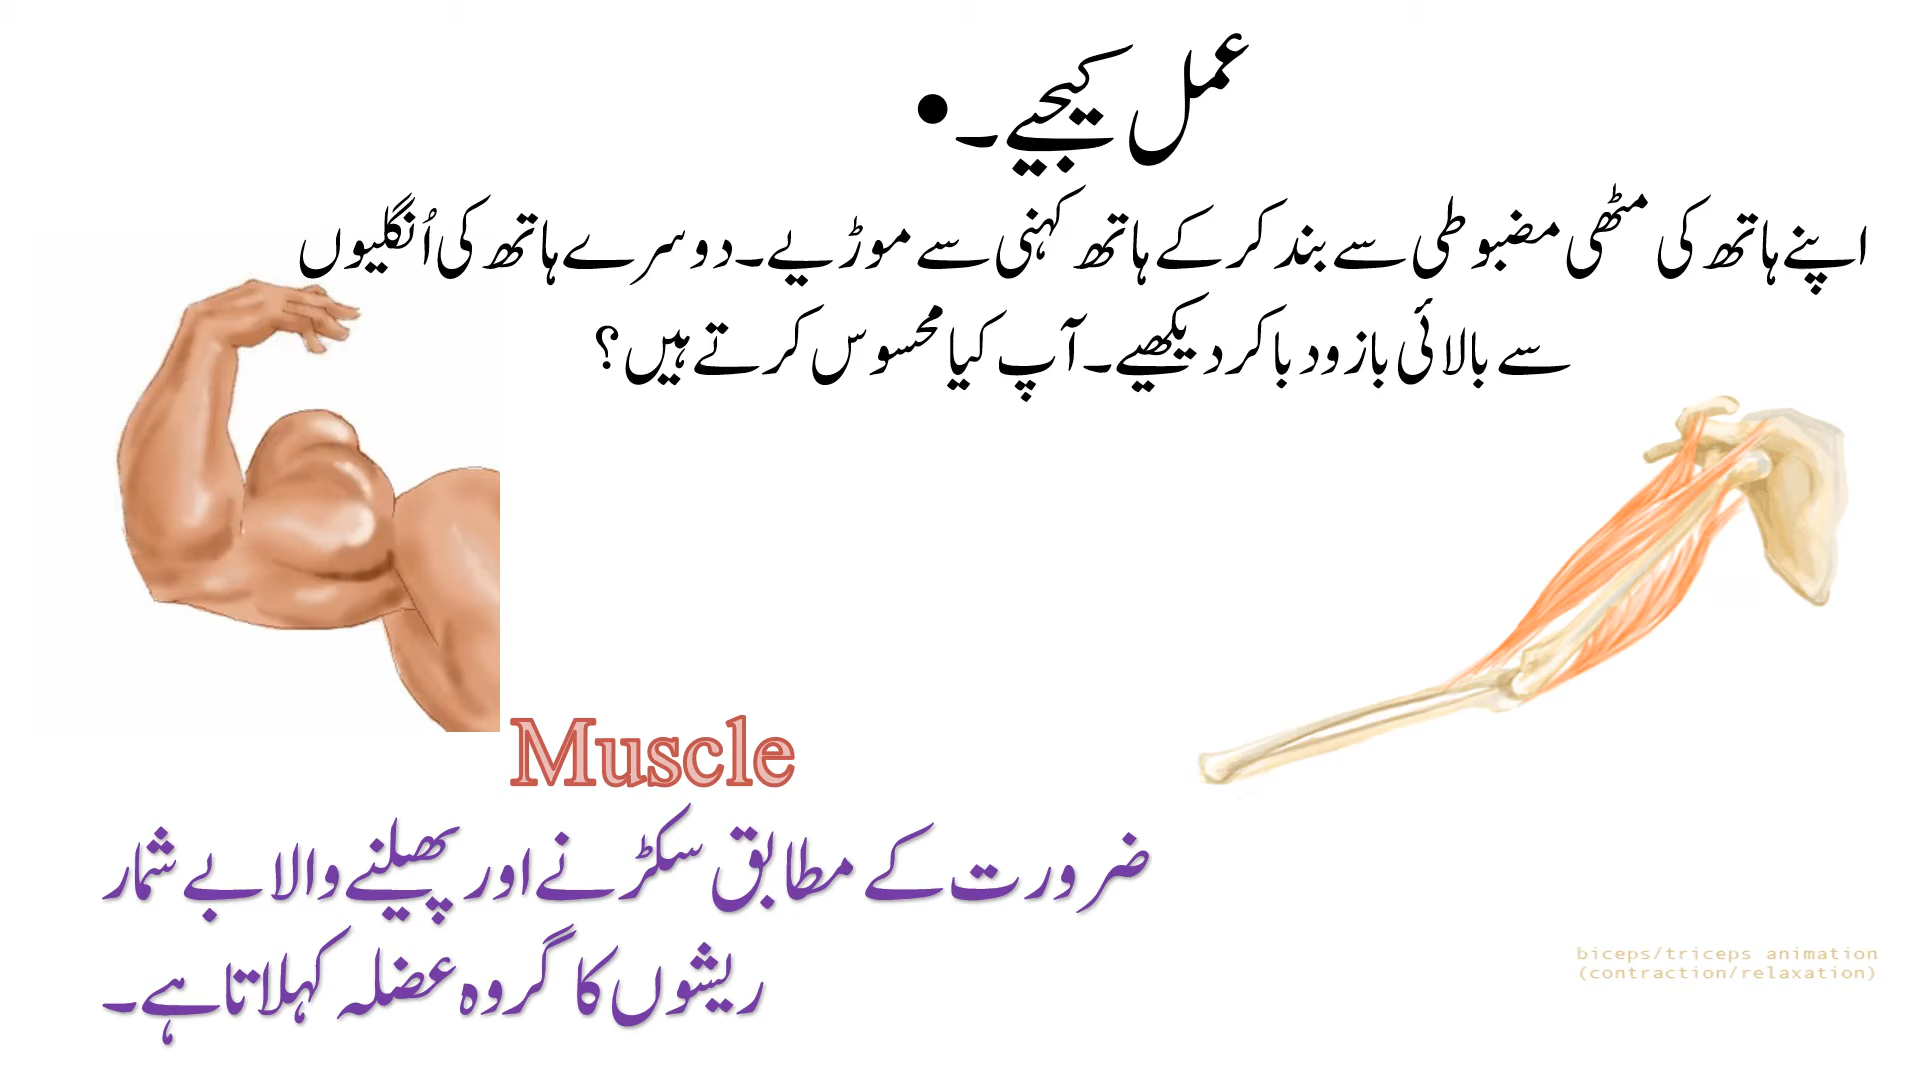 عمل کیجیے۔•
اپنے ہاتھ کی مٹھی مضبوطی سے بند کر کے ہاتھ کہنی سے موڑیے۔ دوسرے ہاتھ کی اُنگلیوں
سے بالائی بازو دبا کر دیکھیے۔ آپ کیا محسوس کرتے ہیں؟
Muscle
ضرورت کے مطابق سکڑنے اور پھیلنے والا بے شمار
ریشوں کا گروہ عضلہ کہلاتا ہے۔
biceps/triceps animation
(contraction/relaxation)